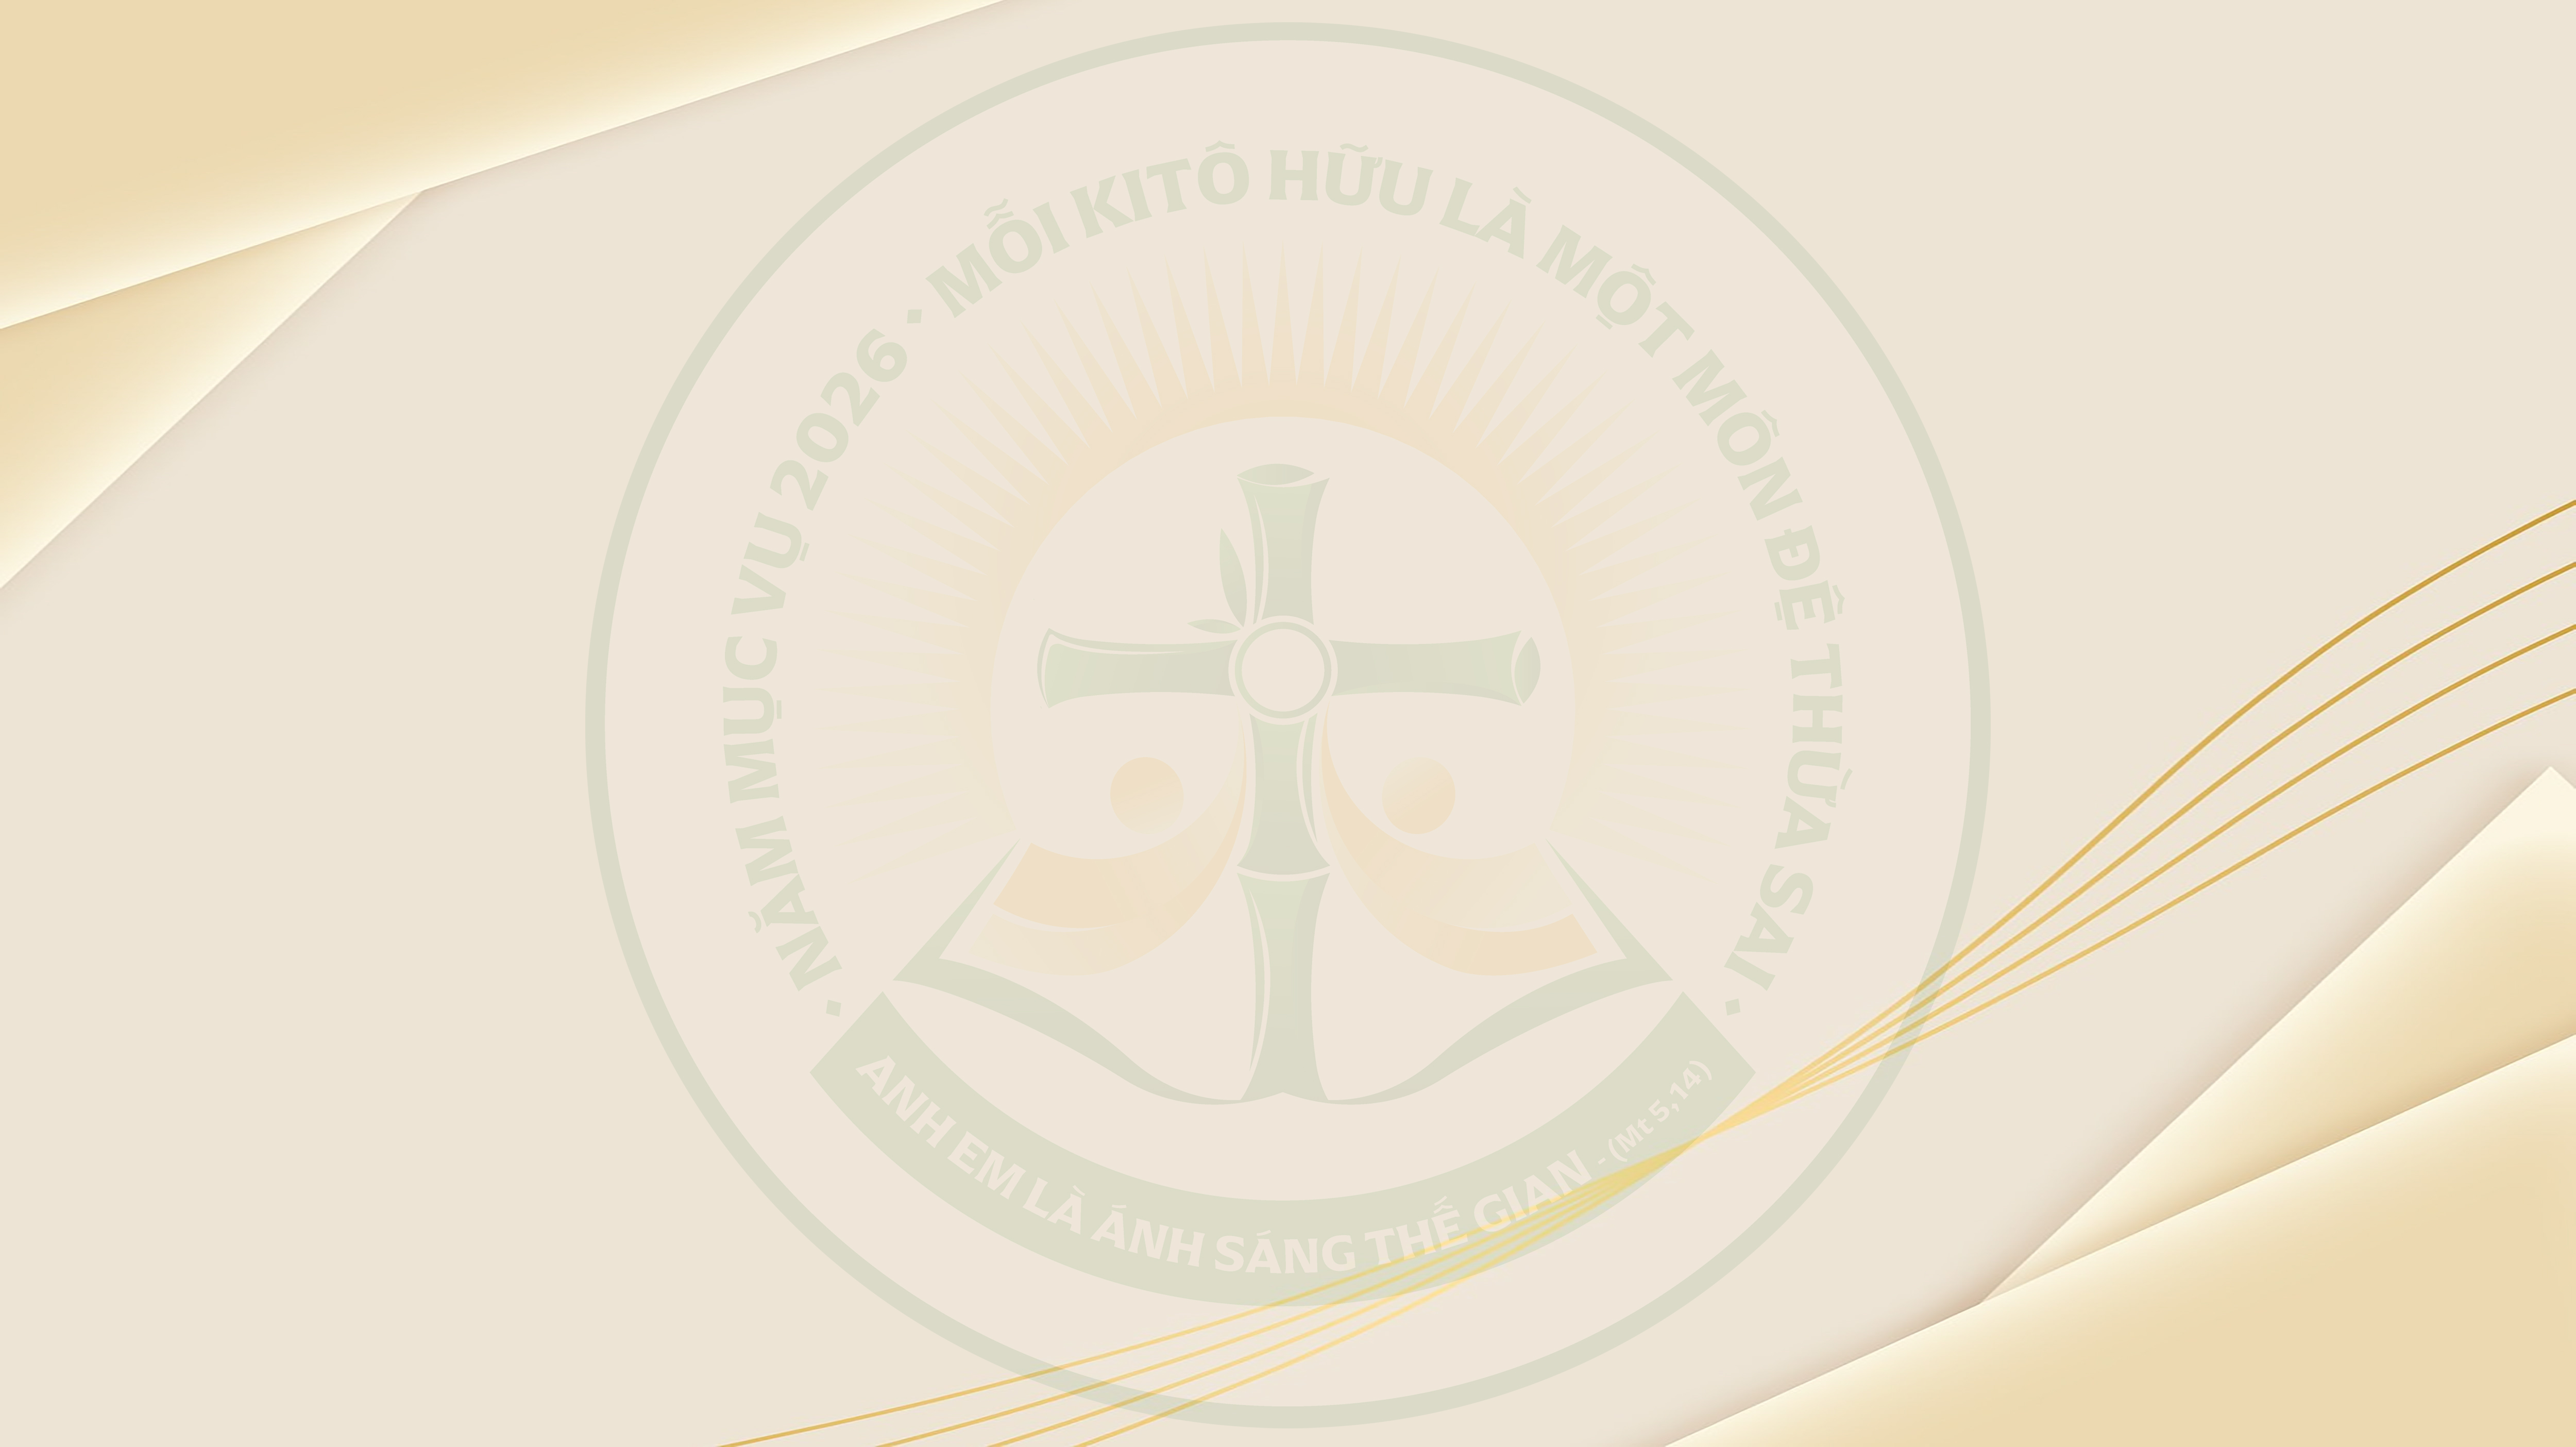 · NĂM MỤC VỤ 2026 · MỖI KITÔ HỮU LÀ MỘT MÔN ĐỆ THỪA SAI ·
ANH EM LÀ ÁNH SÁNG THẾ GIAN - (Mt 5,14)